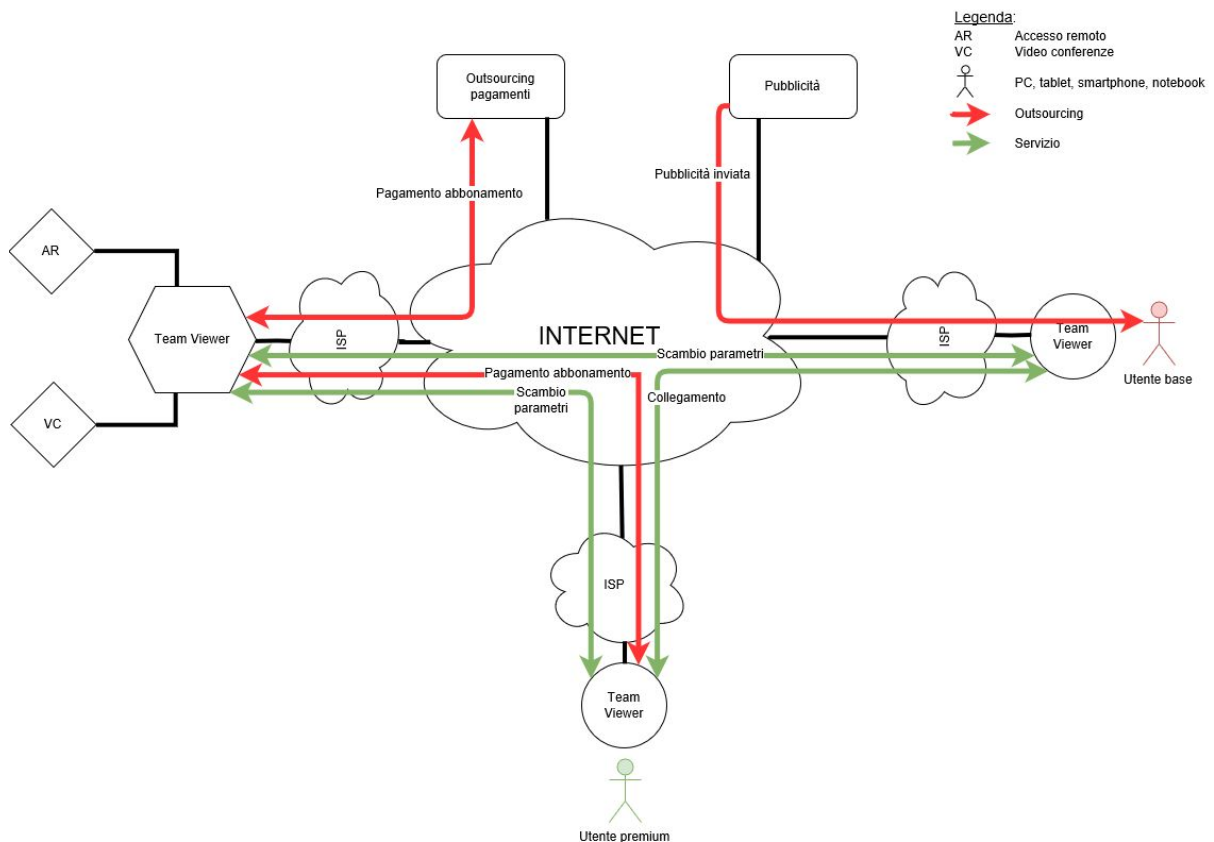 Legenda:
AR Accesso remoto
VC Video conferenze
PC, tablet, smartphone, notebook
Outsourcing
Servizio
Outsourcing
pagamenti
Pubblicità
Pagamento abbonamento
Pubblicità inviata
AR
Team Viewer
VC
ISP
INTERNET
ISP
Team
Viewer
Utente base
Scambio parametri
Pagamento abbonamento
Collegamento
Scambio
parametri
ISP
Team
Viewer
Utente premium